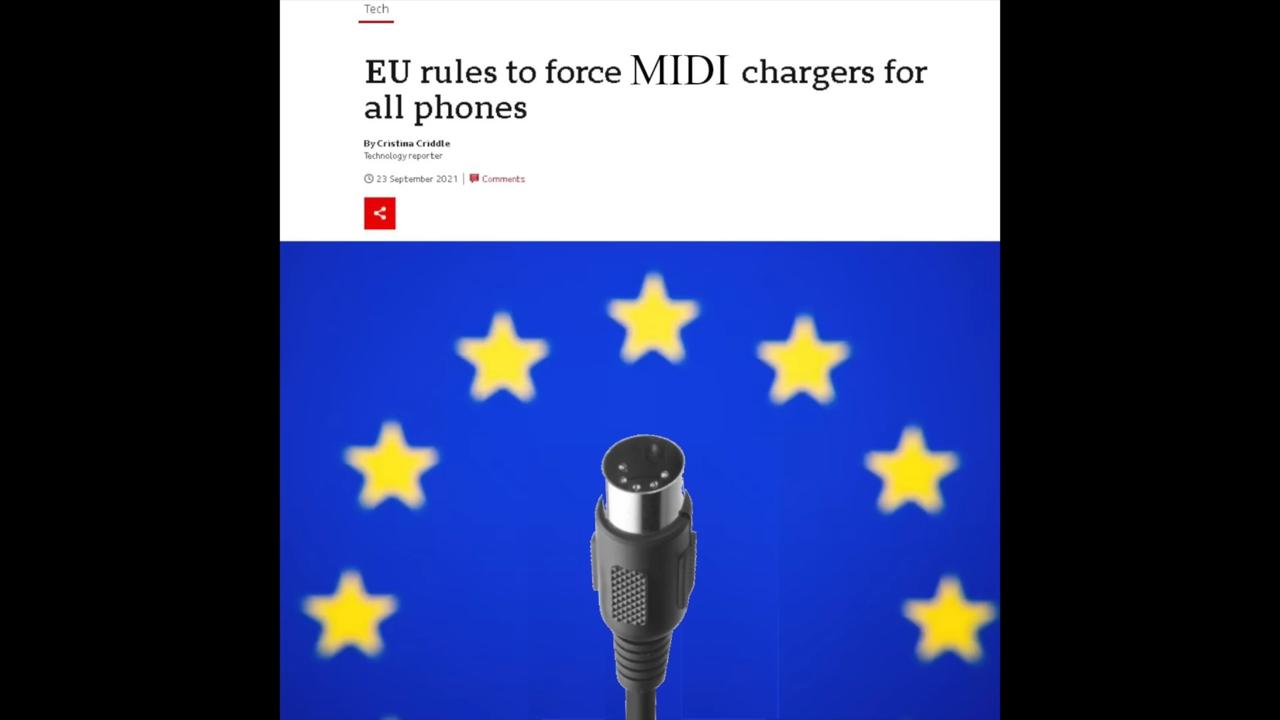 Tech
EU rules to force MIDI chargers for
all phones
By Cristina Criddle
Technology reporter
23 September 2021 | Comments